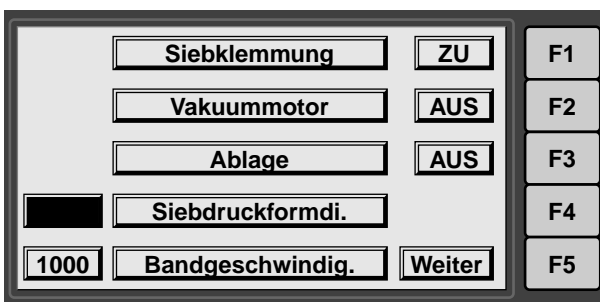 Siebklemmung ZU F1
Vakuummotor AUS F2
Ablage AUS F3
Siebdruckformdi. F4
1000 Bandgeschwindig. Weiter F5